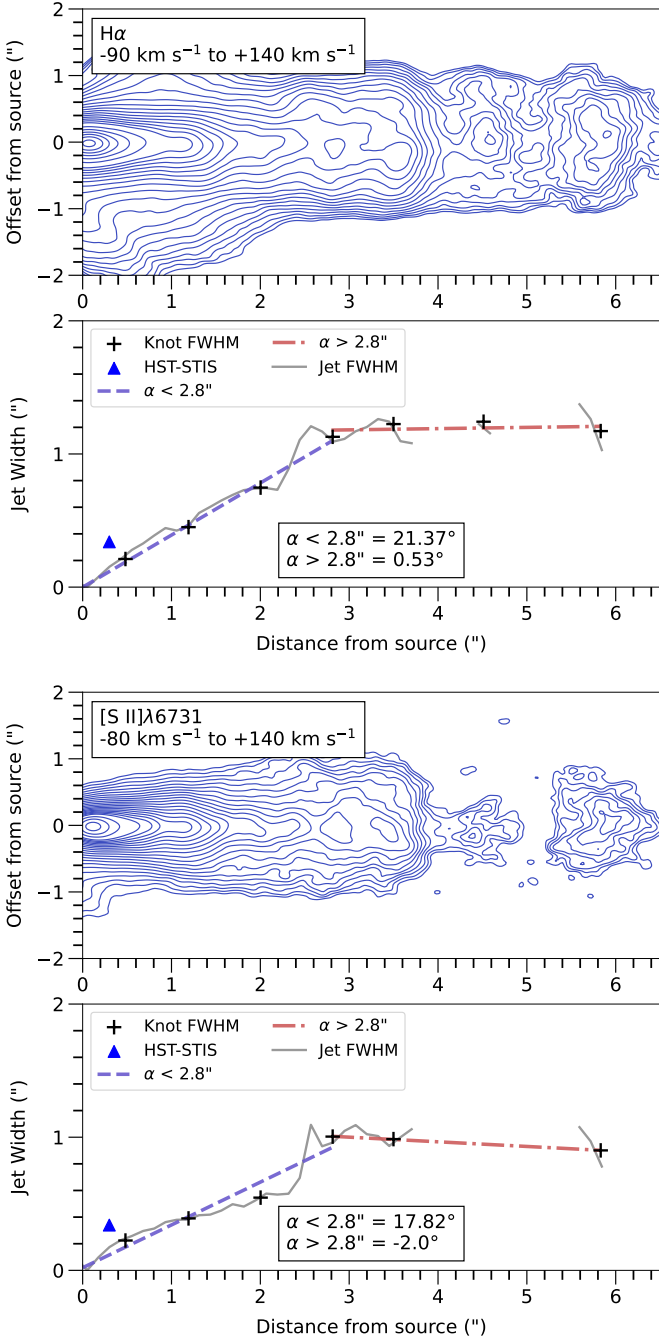 Hα
-90 km s⁻¹ to +140 km s⁻¹
2
1
0
−1
−2
Offset from source (")
0 1 2 3 4 5 6
2
1
0
Jet Width (")
Knot FWHM
HST-STIS
α < 2.8"
α > 2.8"
Jet FWHM
α < 2.8" = 21.37°
α > 2.8" = 0.53°
0 1 2 3 4 5 6
Distance from source (")
[S II]λ6731
-80 km s⁻¹ to +140 km s⁻¹
2
1
0
−1
−2
Offset from source (")
0 1 2 3 4 5 6
2
1
0
Jet Width (")
Knot FWHM
HST-STIS
α < 2.8"
α > 2.8"
Jet FWHM
α < 2.8" = 17.82°
α > 2.8" = -2.0°
0 1 2 3 4 5 6
Distance from source (")